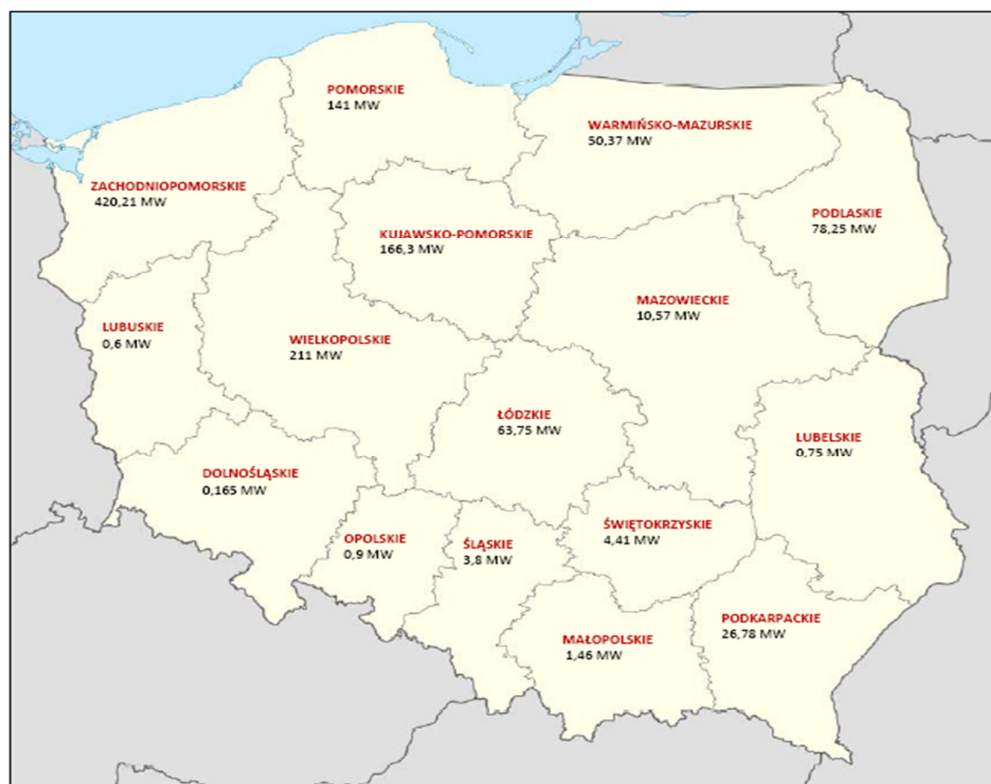 POMORSKIE
141 MW
WARMIŃSKO-MAZURSKIE
50,37 MW
ZACHODNIOPOMORSKIE
420,21 MW
KUJAWSKO-POMORSKIE
166,3 MW
PODLASKIE
78,25 MW
MAZOWIECKIE
10,57 MW
LUBUSKIE
0,6 MW
WIELKOPOLSKIE
211 MW
ŁÓDZKIE
63,75 MW
LUBELSKIE
0,75 MW
DOLNOŚLĄSKIE
0,165 MW
OPOLSKIE
0,9 MW
ŚLĄSKIE
3,8 MW
ŚWIĘTOKRZYSKIE
4,41 MW
MAŁOPOLSKIE
1,46 MW
PODKARPACKIE
26,78 MW